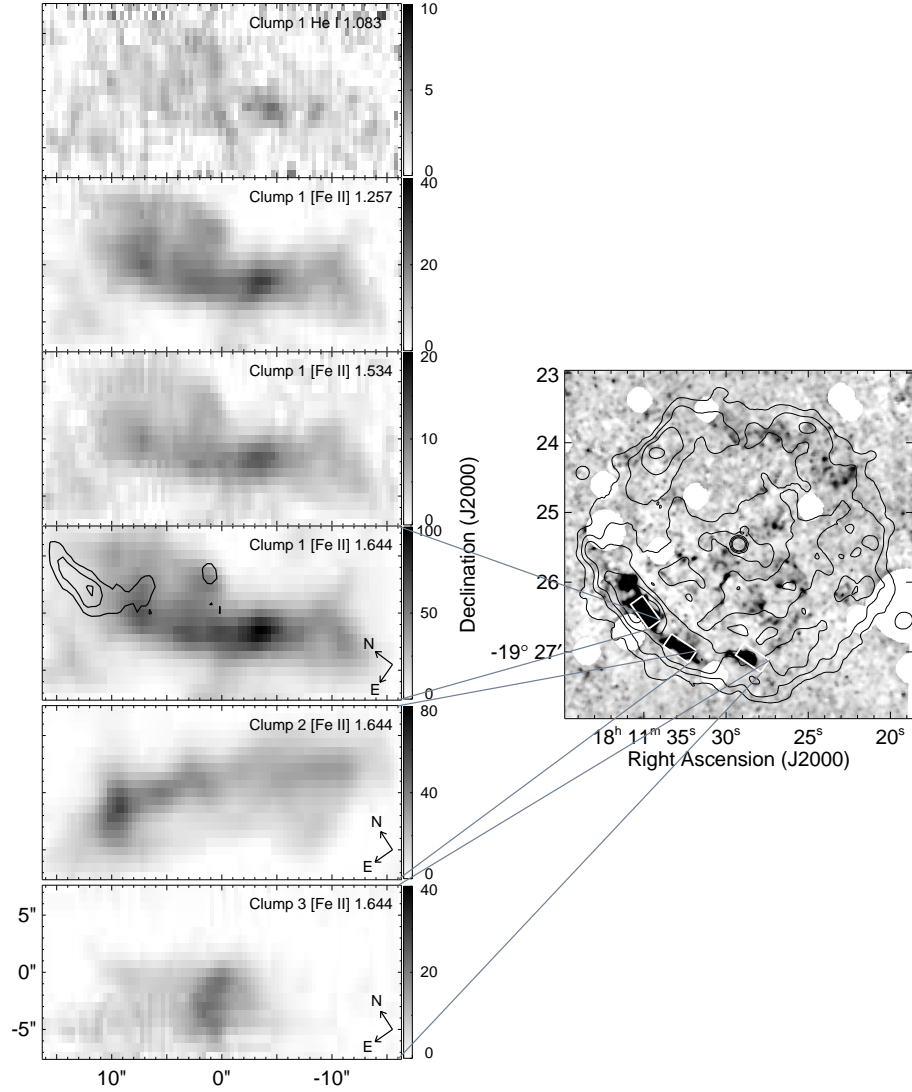 Clump 1 He I 1.083
10
5
0
Clump 1 [Fe II] 1.257
40
20
0
Clump 1 [Fe II] 1.534
20
10
0
Clump 1 [Fe II] 1.644
100
50
0
N
E
Clump 2 [Fe II] 1.644
80
40
0
N
E
Clump 3 [Fe II] 1.644
40
20
0
N
E
5"
0"
-5"
10" 0" -10"
Declination (J2000)
23
24
25
26
-19° 27'
18h 11m 35s 30s 25s 20s
Right Ascension (J2000)